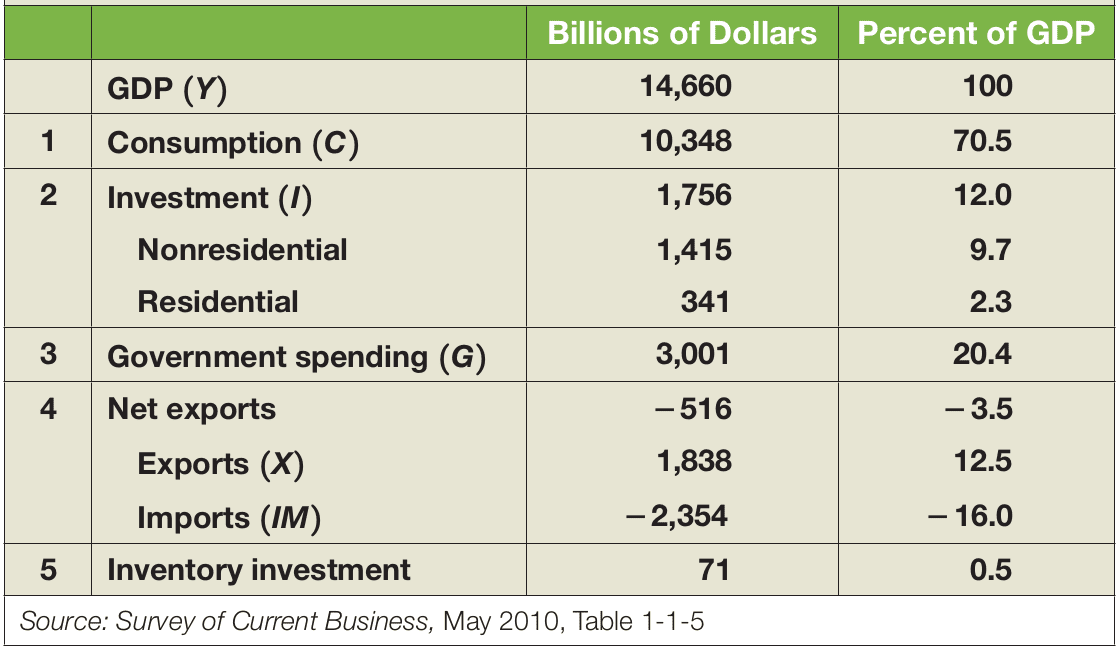 Billions of Dollars Percent of GDP
GDP (Y) 14,660 100
1 Consumption (C) 10,348 70.5
2 Investment (I) 1,756 12.0
Nonresidential 1,415 9.7
Residential 341 2.3
3 Government spending (G) 3,001 20.4
4 Net exports −516 −3.5
Exports (X) 1,838 12.5
Imports (IM) −2,354 −16.0
5 Inventory investment 71 0.5
Source: Survey of Current Business, May 2010, Table 1-1-5